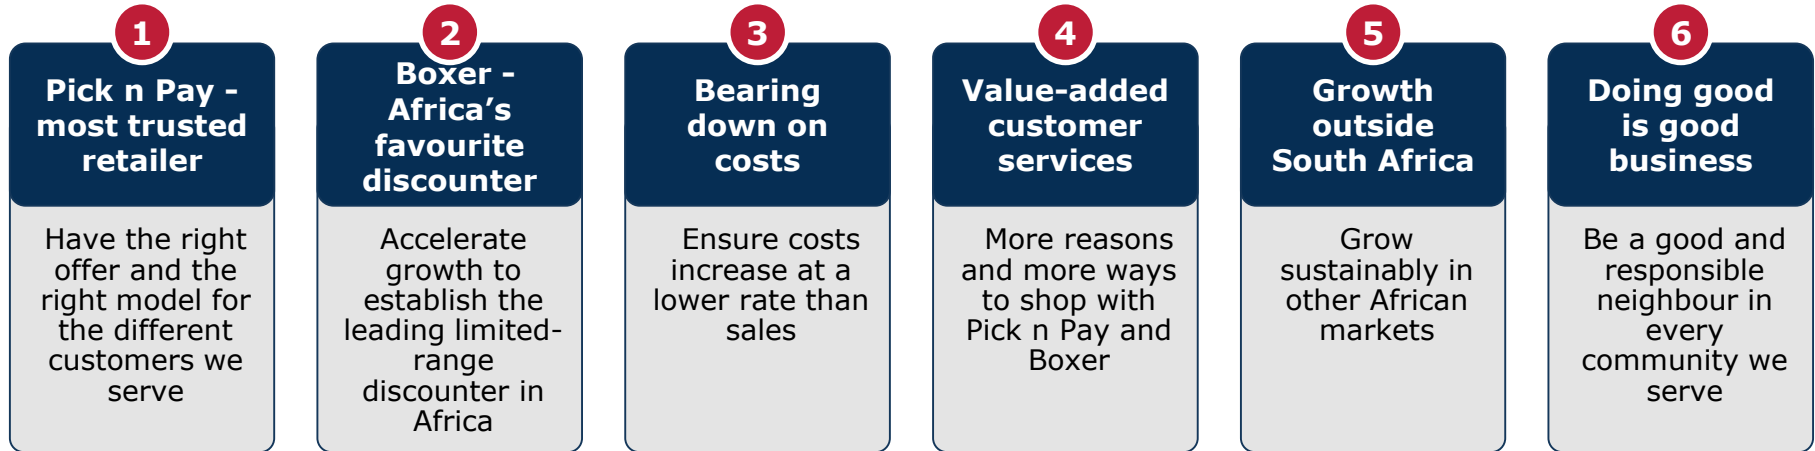 1
Pick n Pay -
most trusted
retailer
Have the right
offer and the
right model for
the different
customers we
serve
2
Boxer -
Africa’s
favourite
discounter
Accelerate
growth to
establish the
leading limited-
range
discounter in
Africa
3
Bearing
down on
costs
Ensure costs
increase at a
lower rate than
sales
4
Value-added
customer
services
More reasons
and more ways
to shop with
Pick n Pay and
Boxer
5
Growth
outside
South Africa
Grow
sustainably in
other African
markets
6
Doing good
is good
business
Be a good and
responsible
neighbour in
every
community we
serve